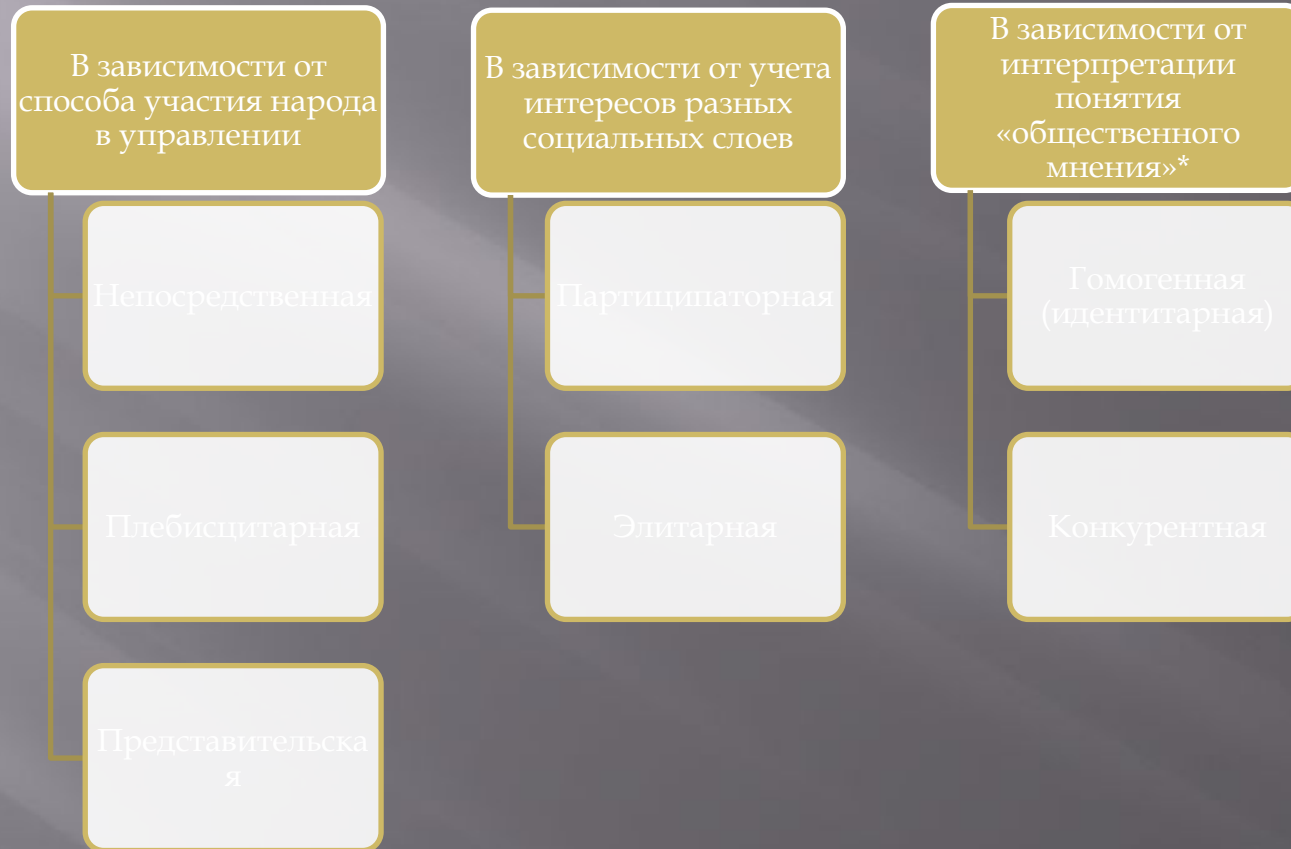 В зависимости от
способа участия народа
в управлении
Непосредственная
Плебисцитарная
Представительска
я
В зависимости от учета
интересов разных
социальных слоев
Партиципаторная
Элитарная
В зависимости от
интерпретации
понятия
«общественного
мнения»*
Гомогенная
(идентитарная)
Конкурентная